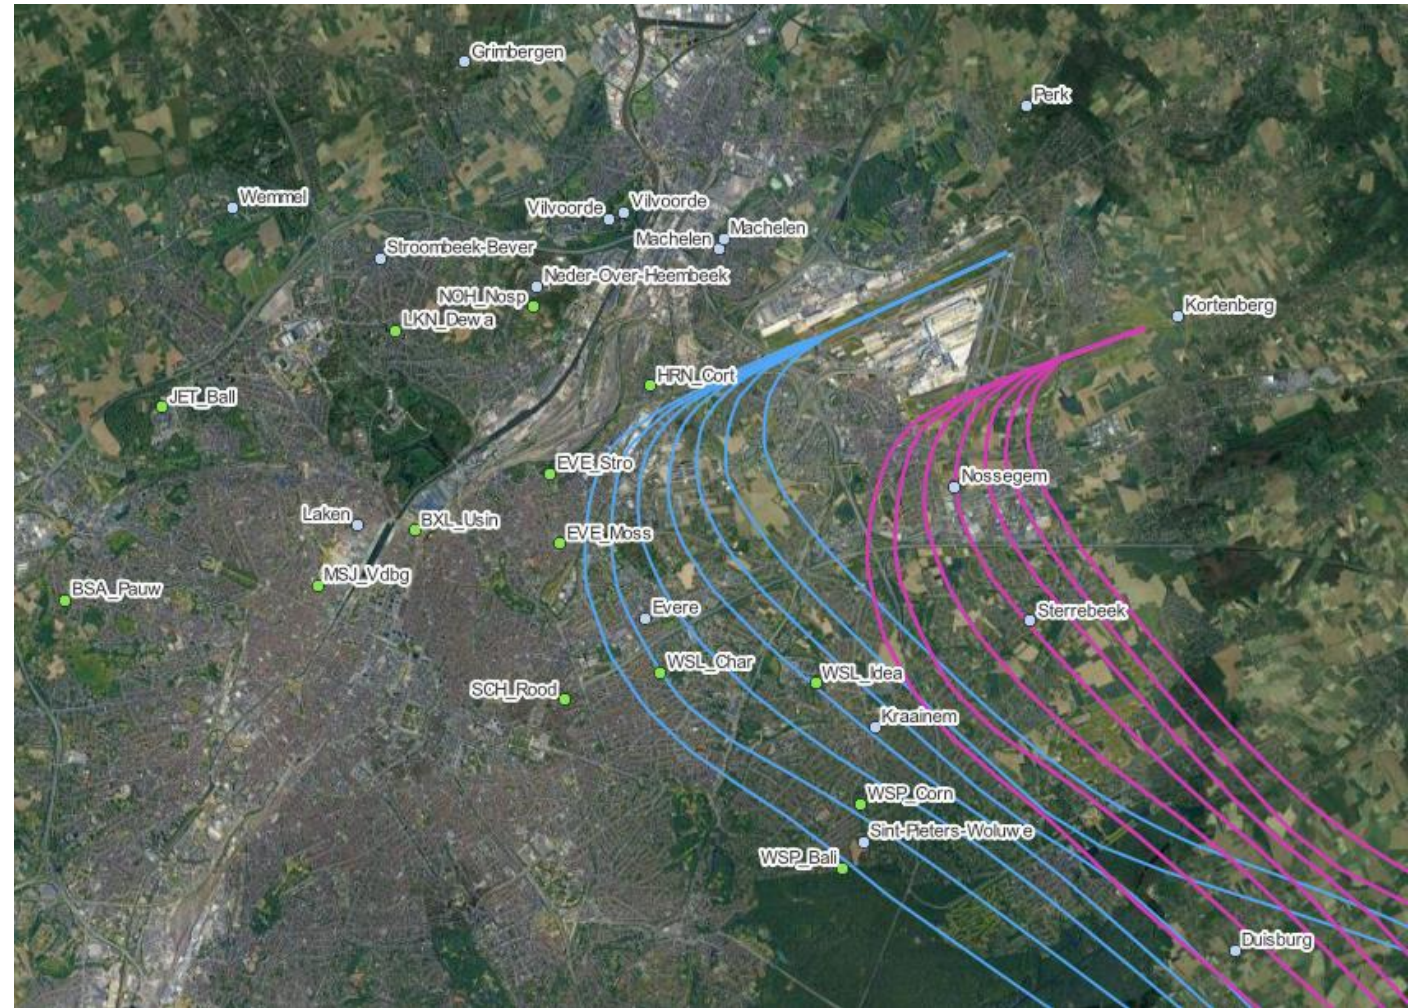 Grimbergen
Perk
Wemmel
Vilvoorde
Vilvoorde
Machelen
Machelen
Stroombeek-Bever
Neder-Over-Heembeek
NOH_Nosp
LKN_Dewa
Kortenberg
HRN_Cort
JET_Ball
EVE_Stro
Nossegem
Laken
BXL_Usin
EVE_Moss
MSJ_Vdbg
BSA_Pauw
Evere
Sterrebeek
WSL_Char
WSL_Idea
SCH_Rood
Kraainem
WSP_Corn
Sint-Pieters-Woluwe
WSP_Bali
Duisburg